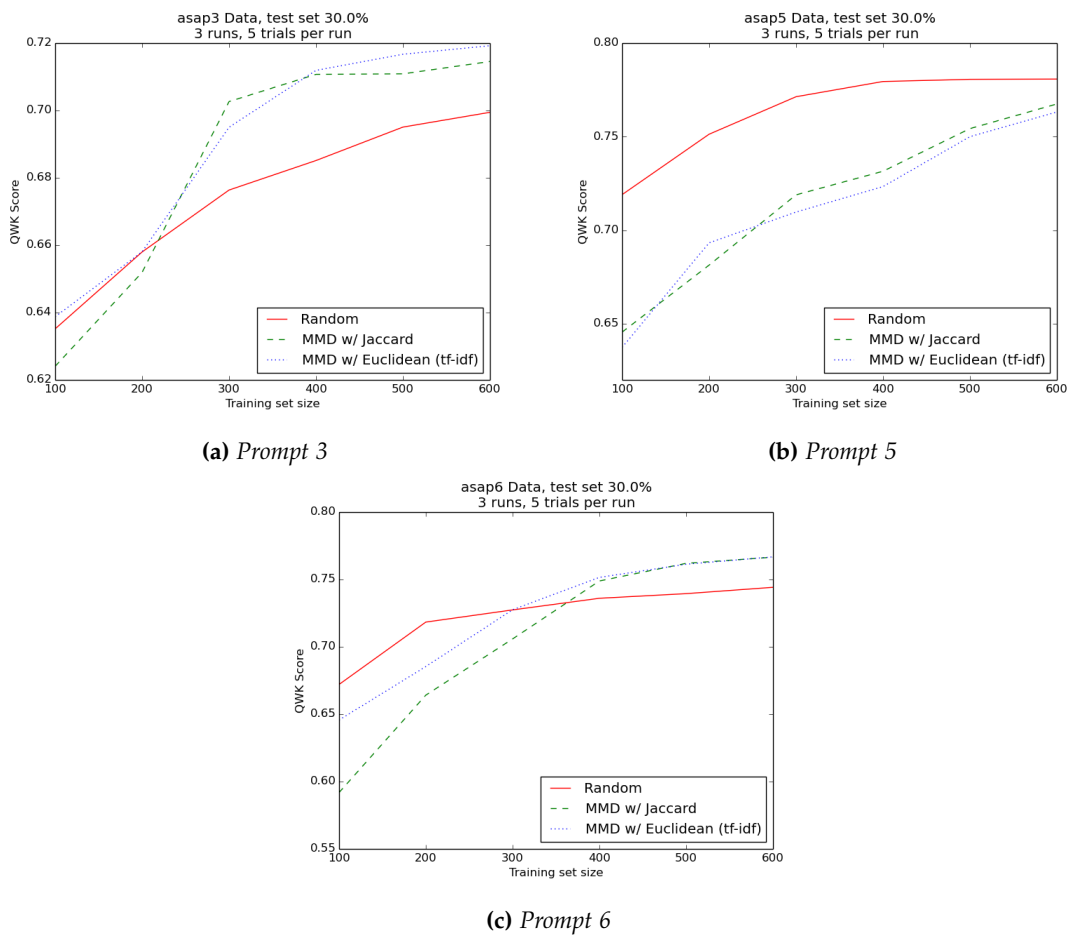 asap3 Data, test set 30.0%
3 runs, 5 trials per run
0.72
0.70
0.68
0.66
0.64
0.62
QWK Score
100 200 300 400 500 600
Training set size
Random
MMD w/ Jaccard
MMD w/ Euclidean (tf-idf)
(a) Prompt 3
asap5 Data, test set 30.0%
3 runs, 5 trials per run
0.80
0.75
0.70
0.65
QWK Score
100 200 300 400 500 600
Training set size
Random
MMD w/ Jaccard
MMD w/ Euclidean (tf-idf)
(b) Prompt 5
asap6 Data, test set 30.0%
3 runs, 5 trials per run
0.80
0.75
0.70
0.65
0.60
0.55
QWK Score
100 200 300 400 500 600
Training set size
Random
MMD w/ Jaccard
MMD w/ Euclidean (tf-idf)
(c) Prompt 6